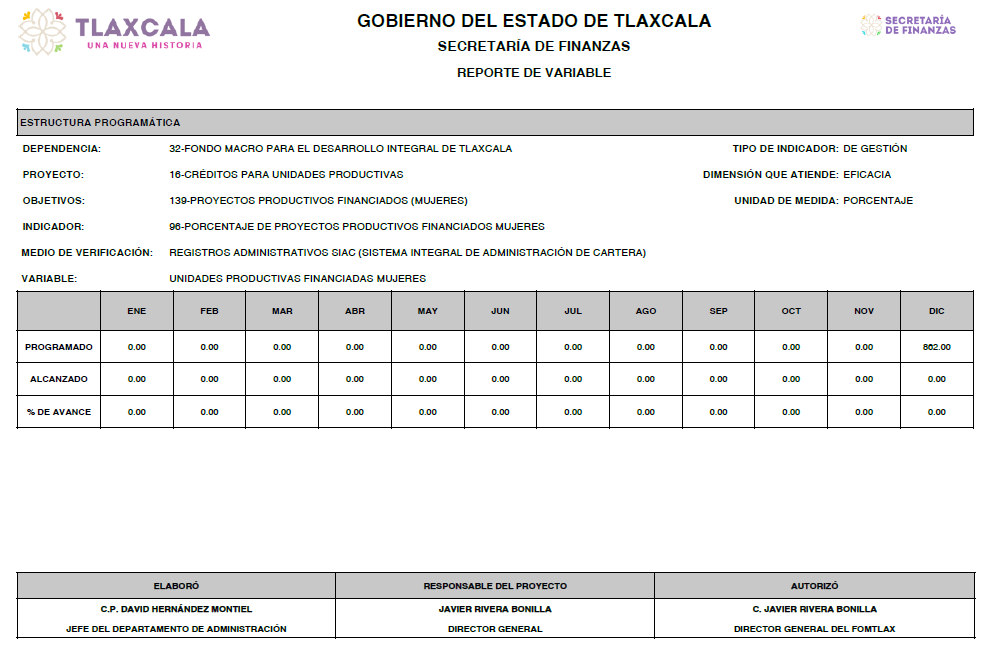 TLAXCALA
UNA NUEVA HISTORIA
GOBIERNO DEL ESTADO DE TLAXCALA
SECRETARÍA DE FINANZAS
REPORTE DE VARIABLE
SECRETARÍA
DE FINANZAS
ESTRUCTURA PROGRAMÁTICA
DEPENDENCIA: 32-FONDO MACRO PARA EL DESARROLLO INTEGRAL DE TLAXCALA TIPO DE INDICADOR: DE GESTIÓN
PROYECTO: 16-CRÉDITOS PARA UNIDADES PRODUCTIVAS DIMENSIÓN QUE ATIENDE: EFICACIA
OBJETIVOS: 139-PROYECTOS PRODUCTIVOS FINANCIADOS (MUJERES) UNIDAD DE MEDIDA: PORCENTAJE
INDICADOR: 96-PORCENTAJE DE PROYECTOS PRODUCTIVOS FINANCIADOS MUJERES
MEDIO DE VERIFICACIÓN: REGISTROS ADMINISTRATIVOS SIAC (SISTEMA INTEGRAL DE ADMINISTRACIÓN DE CARTERA)
VARIABLE: UNIDADES PRODUCTIVAS FINANCIADAS MUJERES
ENE FEB MAR ABR MAY JUN JUL AGO SEP OCT NOV DIC
PROGRAMADO 0.00 0.00 0.00 0.00 0.00 0.00 0.00 0.00 0.00 0.00 0.00 862.00
ALCANZADO 0.00 0.00 0.00 0.00 0.00 0.00 0.00 0.00 0.00 0.00 0.00 0.00
% DE AVANCE 0.00 0.00 0.00 0.00 0.00 0.00 0.00 0.00 0.00 0.00 0.00 0.00
ELABORÓ RESPONSABLE DEL PROYECTO AUTORIZÓ
C.P. DAVID HERNÁNDEZ MONTIEL JAVIER RIVERA BONILLA C. JAVIER RIVERA BONILLA
JEFE DEL DEPARTAMENTO DE ADMINISTRACIÓN DIRECTOR GENERAL DIRECTOR GENERAL DEL FOMTLAX